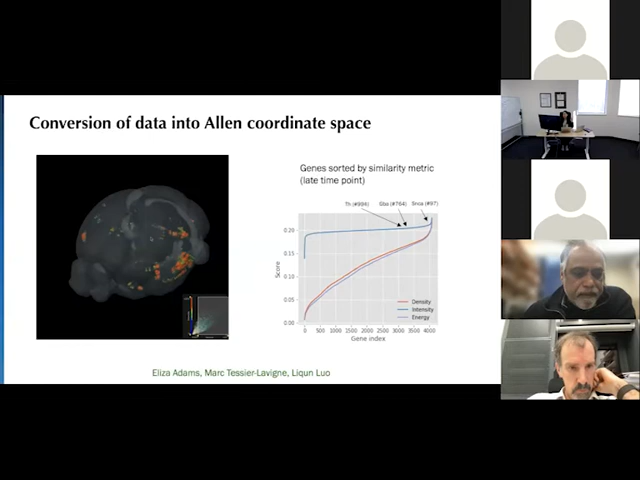 Conversion of data into Allen coordinate space
Genes sorted by similarity metric
(late time point)
Th (#994) Gba (#764) Snca (#97)
Score
0.20
0.15
0.10
0.05
0.00
Density
Intensity
Energy
0 500 1000 1500 2000 2500 3000 3500 4000
Gene index
Eliza Adams, Marc Tessier-Lavigne, Liqun Luo